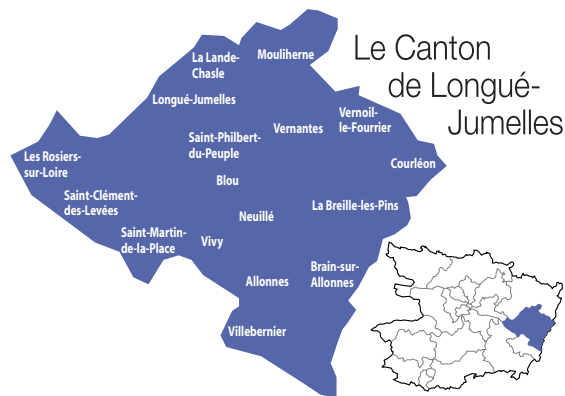 Le Canton
de Longué-
Jumelles
La Lande-
Chasle
Mouliherne
Longué-Jumelles
Vernoil-
le-Fourrier
Vernantes
Saint-Philbert-
du-Peuple
Les Rosiers-
sur-Loire
Courléon
Blou
Saint-Clément-
des-Levées
La Breille-les-Pins
Neuillé
Saint-Martin-
de-la-Place
Vivy
Brain-sur-
Allonnes
Allonnes
Villebernier